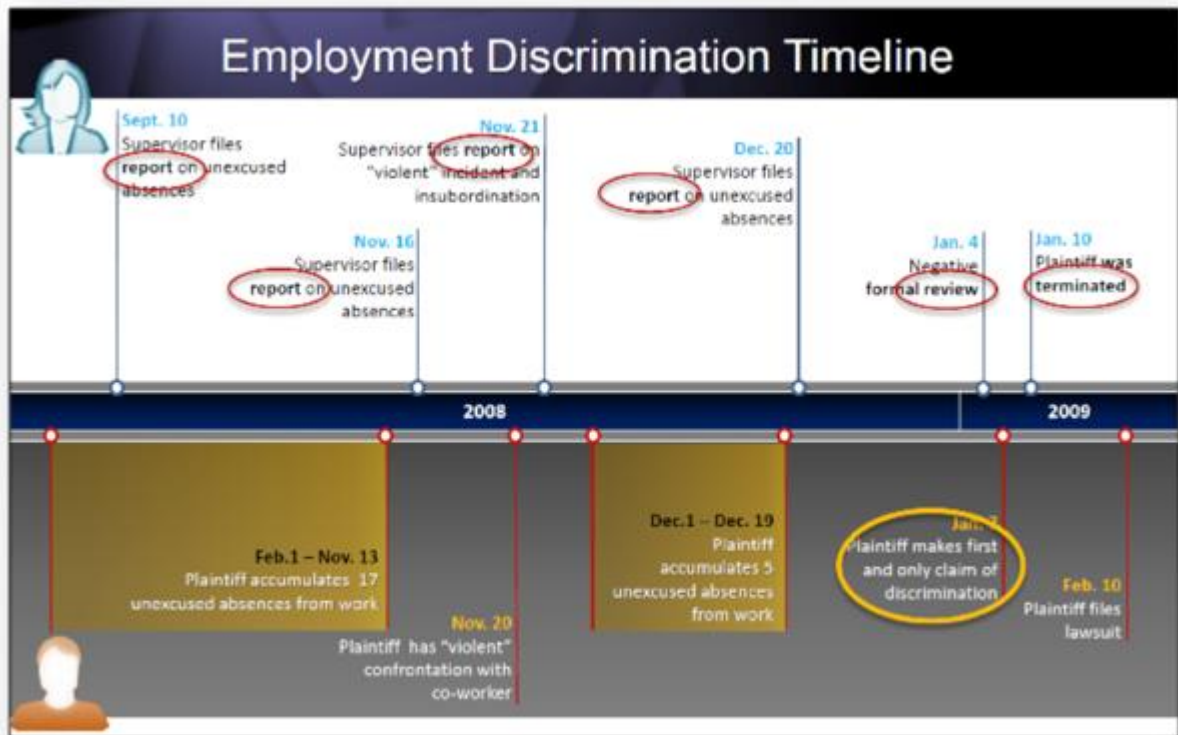 Employment Discrimination Timeline
Sept. 10
Supervisor files
report on unexcused
absences
Nov. 21
Supervisor files report on
"violent" incident and
insubordination
Dec. 20
Supervisor files
report on unexcused
absences
Nov. 16
Supervisor files
report on unexcused
absences
Jan. 4
Negative
formal review
Jan. 10
Plaintiff was
terminated
2008
2009
Feb.1 – Nov. 13
Plaintiff accumulates 17
unexcused absences from work
Nov. 20
Plaintiff has "violent"
confrontation with
co-worker
Dec.1 – Dec. 19
Plaintiff
accumulates 5
unexcused absences
from work
Jan.
Plaintiff makes first
and only claim of
discrimination
Feb. 10
Plaintiff files
lawsuit